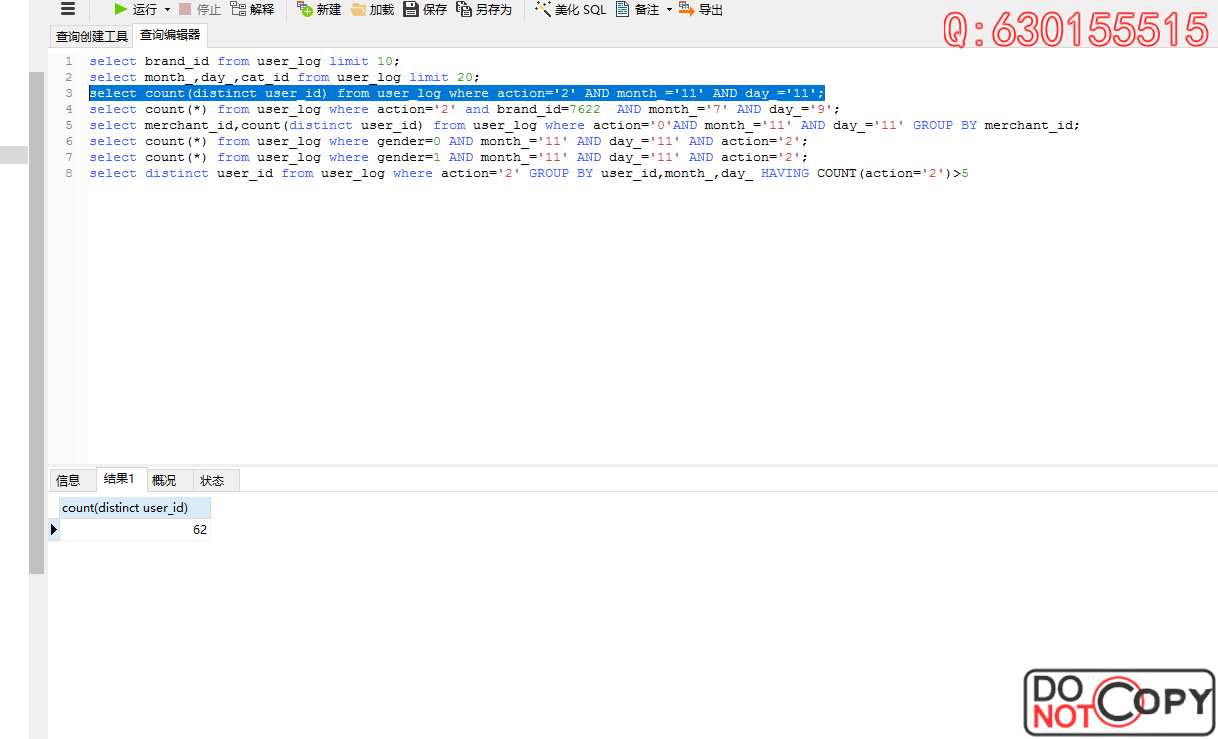 运行 停止 解释 新建 加载 保存 另存为 美化 SQL 备注 导出
Q:630155515
查询创建工具 查询编辑器
1 select brand_id from user_log limit 10;
2 select month_,day_,cat_id from user_log limit 20;
3 select count(distinct user_id) from user_log where action='2' AND month_='11' AND day_='11';
4 select count(*) from user_log where action='2' and brand_id=7622  AND month_='7' AND day_='9';
5 select merchant_id,count(distinct user_id) from user_log where action='0'AND month_='11' AND day_='11' GROUP BY merchant_id;
6 select count(*) from user_log where gender=0 AND month_='11' AND day_='11' AND action='2';
7 select count(*) from user_log where gender=1 AND month_='11' AND day_='11' AND action='2';
8 select distinct user_id from user_log where action='2' GROUP BY user_id,month_,day_ HAVING COUNT(action='2')>5
信息 结果1 概况 状态
count(distinct user_id)
62
DO NOT COPY